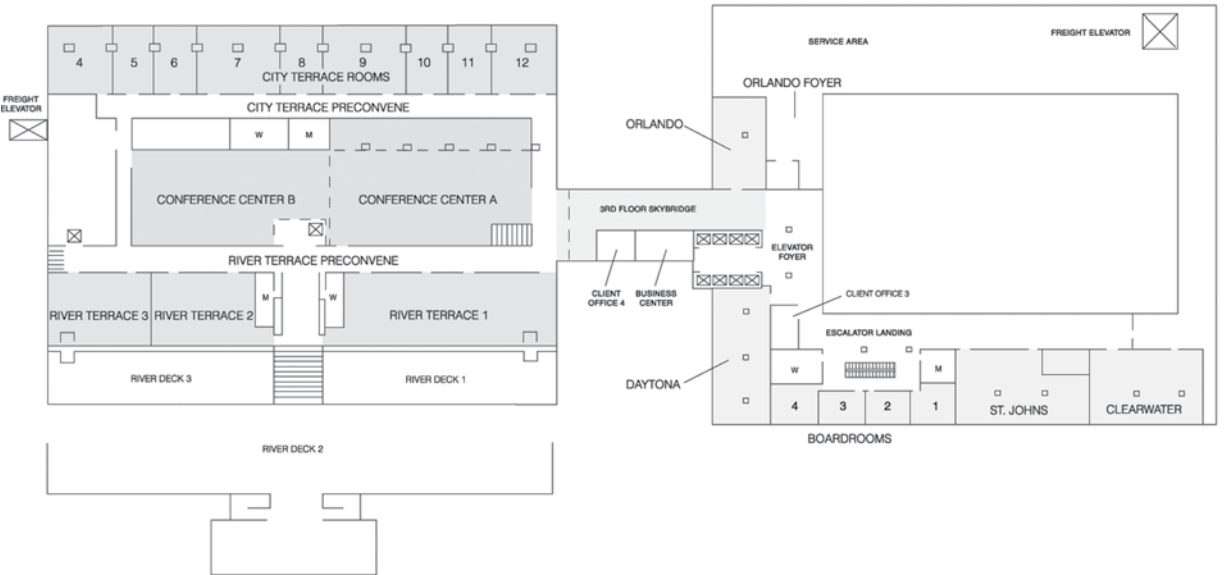 4
5
6
7
8
9
10
11
12
CITY TERRACE ROOMS
CITY TERRACE PRECONVENE
FREIGHT
ELEVATOR
W
M
CONFERENCE CENTER B
CONFERENCE CENTER A
RIVER TERRACE PRECONVENE
RIVER TERRACE 3
RIVER TERRACE 2
M
W
RIVER TERRACE 1
RIVER DECK 3
RIVER DECK 1
RIVER DECK 2
SERVICE AREA
FREIGHT ELEVATOR
ORLANDO FOYER
ORLANDO
3RD FLOOR SKYBRIDGE
ELEVATOR
FOYER
CLIENT
OFFICE 4
BUSINESS
CENTER
CLIENT OFFICE 3
ESCALATOR LANDING
DAYTONA
W
M
4
3
2
1
ST. JOHNS
CLEARWATER
BOARDROOMS